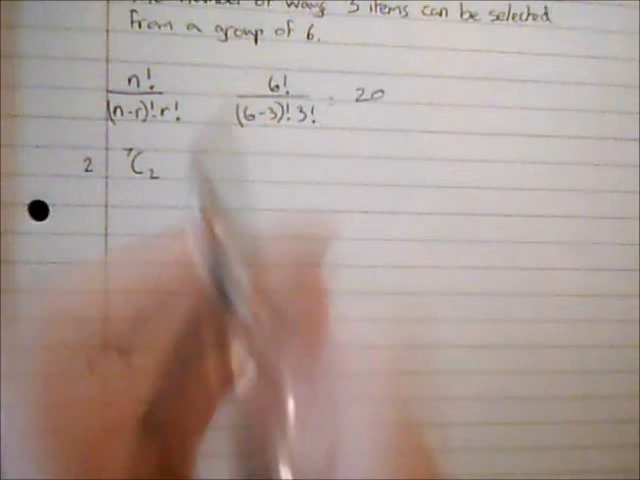 number of ways 3 items can be selected
from a group of 6.
n! 6!
(n-r)!r! (6-3)!3! = 20
2 ⁷C₂